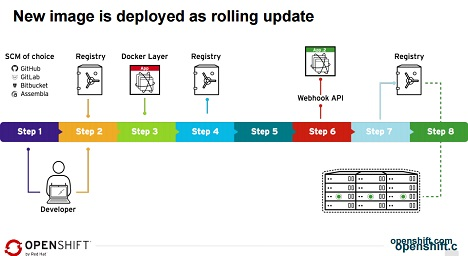 New image is deployed as rolling update
SCM of choice
GitHub
GitLab
Bitbucket
Assembla
Registry
Docker Layer
App
Registry
App 2
Webhook API
Registry
Step 1
Step 2
Step 3
Step 4
Step 5
Step 6
Step 7
Step 8
Developer
OPENSHIFT
by Red Hat
openshift.com
openshift.c